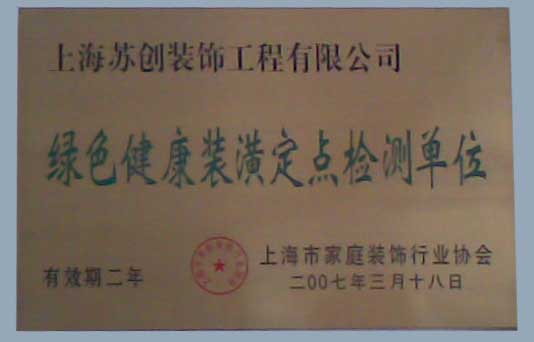 上海苏创装饰工程有限公司
绿色健康装潢定点检测单位
上海市家庭装饰行业协会
有效期二年
二00七年三月十八日